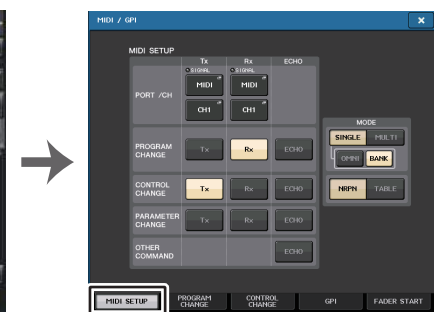 MIDI / GPI
MIDI SETUP
Tx Rx ECHO
SIGNAL SIGNAL
PORT /CH MIDI MIDI
CH1 CH1
MODE
SINGLE MULTI
OMNI BANK
NRPN TABLE
PROGRAM
CHANGE Tx Rx ECHO
CONTROL
CHANGE Tx Rx ECHO
PARAMETER
CHANGE Tx Rx ECHO
OTHER
COMMAND ECHO
MIDI SETUP PROGRAM CHANGE CONTROL CHANGE GPI FADER START